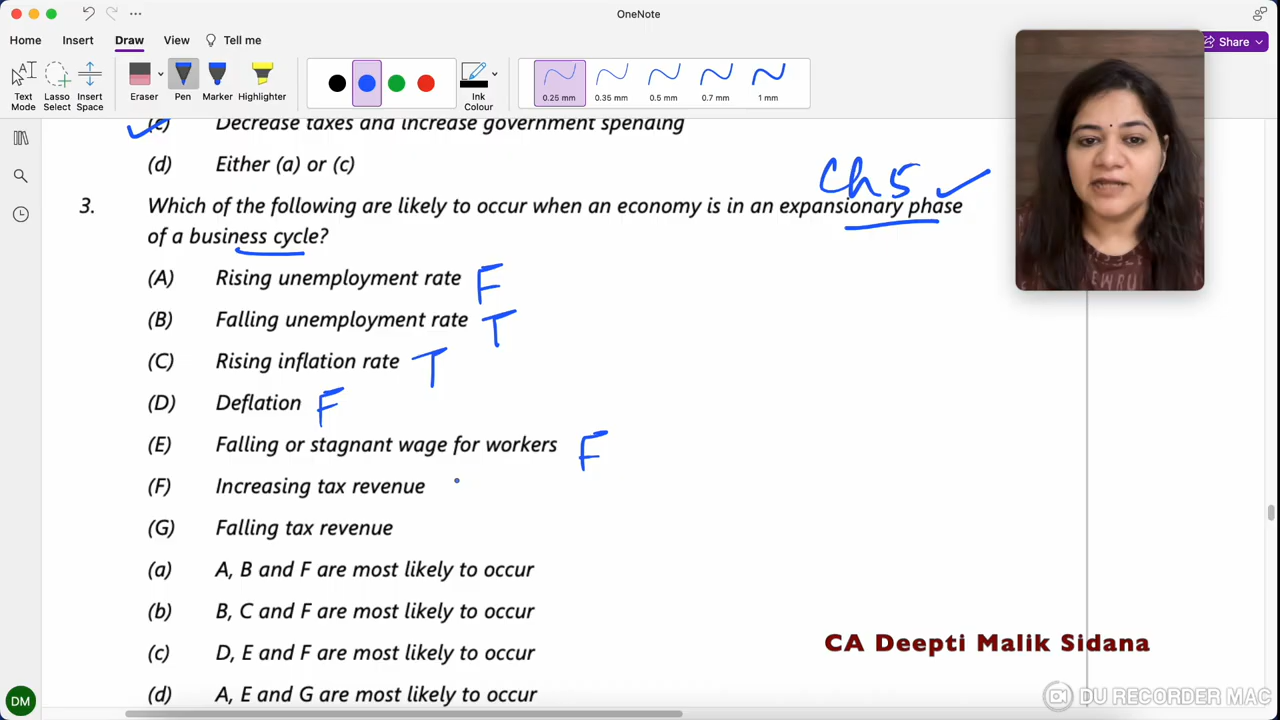 OneNote
Home Insert Draw View Tell me Share
Text Mode Lasso Select Insert Space Eraser Pen Marker Highlighter Ink Colour 0.25 mm 0.35 mm 0.5 mm 0.7 mm 1 mm
(c) Decrease taxes and increase government spending
(d) Either (a) or (c)
Ch 5
3. Which of the following are likely to occur when an economy is in an expansionary phase
of a business cycle?
(A) Rising unemployment rate F
(B) Falling unemployment rate T
(C) Rising inflation rate T
(D) Deflation F
(E) Falling or stagnant wage for workers F
(F) Increasing tax revenue
(G) Falling tax revenue
(a) A, B and F are most likely to occur
(b) B, C and F are most likely to occur
(c) D, E and F are most likely to occur
(d) A, E and G are most likely to occur
CA Deepti Malik Sidana
DM
DU RECORDER MAC